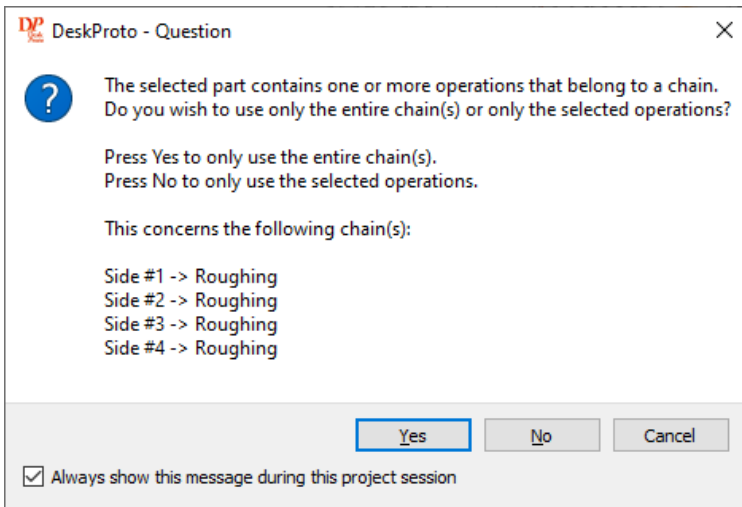 DP DeskProto - Question
The selected part contains one or more operations that belong to a chain.
Do you wish to use only the entire chain(s) or only the selected operations?
Press Yes to only use the entire chain(s).
Press No to only use the selected operations.
This concerns the following chain(s):
Side #1 -> Roughing
Side #2 -> Roughing
Side #3 -> Roughing
Side #4 -> Roughing
Yes No Cancel
Always show this message during this project session